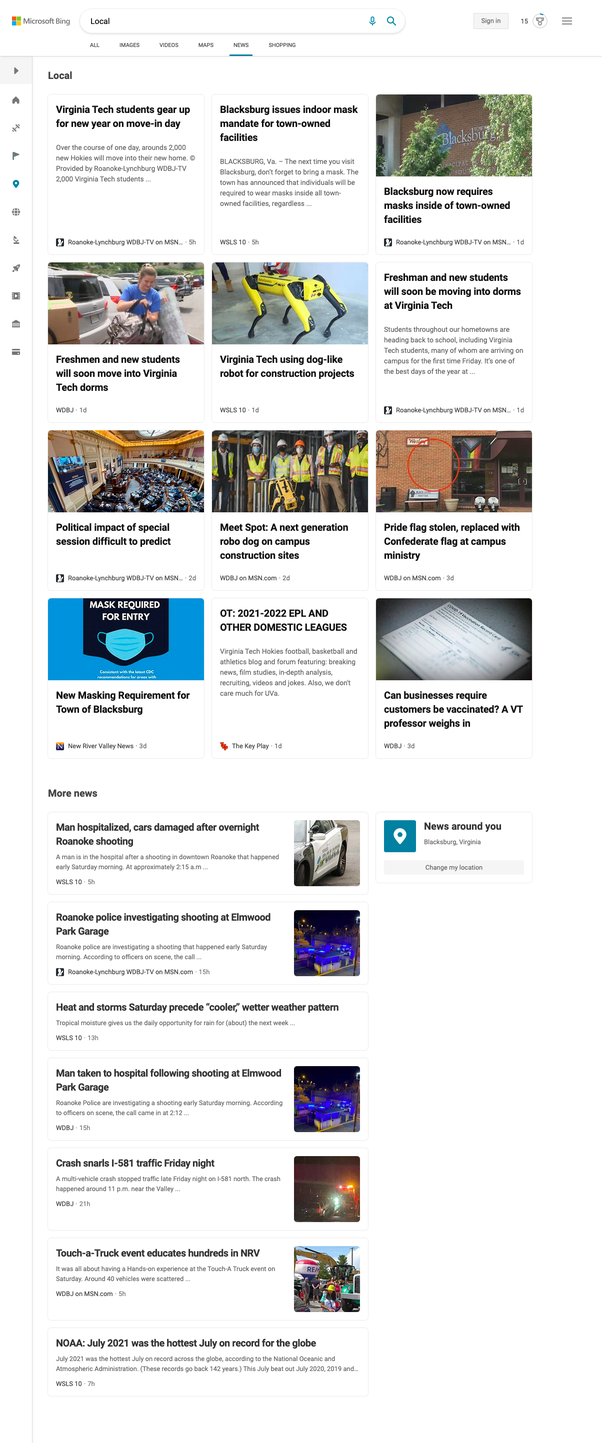 Microsoft Bing
Local
Sign in
15
ALL
IMAGES
VIDEOS
MAPS
NEWS
SHOPPING
Local
Virginia Tech students gear up
for new year on move-in day
Over the course of one day, arounds 2,000
new Hokies will move into their new home. ©
Provided by Roanoke-Lynchburg WDBJ-TV
2,000 Virginia Tech students ...
Roanoke-Lynchburg WDBJ-TV on MSN... · 5h
Blacksburg issues indoor mask
mandate for town-owned
facilities
BLACKSBURG, Va. – The next time you visit
Blacksburg, don't forget to bring a mask. The
town has announced that individuals will be
required to wear masks inside all town-
owned facilities, regardless ...
WSLS 10 · 5h
Blacksburg
Blacksburg now requires
masks inside of town-owned
facilities
Roanoke-Lynchburg WDBJ-TV on MSN... · 1d
Freshmen and new students
will soon move into Virginia
Tech dorms
WDBJ · 1d
Virginia Tech using dog-like
robot for construction projects
WSLS 10 · 1d
Freshman and new students
will soon be moving into dorms
at Virginia Tech
Students throughout our hometowns are
heading back to school, including Virginia
Tech students, many of whom are arriving on
campus for the first time Friday. It's one of
the best days of the year at ...
Roanoke-Lynchburg WDBJ-TV on MSN... · 1d
Political impact of special
session difficult to predict
Roanoke-Lynchburg WDBJ-TV on MSN... · 2d
Meet Spot: A next generation
robo dog on campus
construction sites
WDBJ on MSN.com · 2d
Wesley
Pride flag stolen, replaced with
Confederate flag at campus
ministry
WDBJ on MSN.com · 3d
MASK REQUIRED
FOR ENTRY
Consistent with the latest CDC
recommendations for areas with
New Masking Requirement for
Town of Blacksburg
New River Valley News · 3d
OT: 2021-2022 EPL AND
OTHER DOMESTIC LEAGUES
Virginia Tech Hokies football, basketball and
athletics blog and forum featuring: breaking
news, film studies, in-depth analysis,
recruiting, videos and jokes. Also, we don't
care much for UVa.
The Key Play · 1d
Can businesses require
customers be vaccinated? A VT
professor weighs in
WDBJ · 3d
More news
Man hospitalized, cars damaged after overnight
Roanoke shooting
A man is in the hospital after a shooting in downtown Roanoke that happened
early Saturday morning. At approximately 2:15 a.m ...
WSLS 10 · 5h
News around you
Blacksburg, Virginia
Change my location
Roanoke police investigating shooting at Elmwood
Park Garage
Roanoke police are investigating a shooting that happened early Saturday
morning. According to officers on scene, the call ...
Roanoke-Lynchburg WDBJ-TV on MSN.com · 15h
Heat and storms Saturday precede “cooler,” wetter weather pattern
Tropical moisture gives us the daily opportunity for rain for (about) the next week ...
WSLS 10 · 13h
Man taken to hospital following shooting at Elmwood
Park Garage
Roanoke Police are investigating a shooting early Saturday morning. According
to officers on scene, the call came in at 2:12 ...
WDBJ · 15h
Crash snarls I-581 traffic Friday night
A multi-vehicle crash stopped traffic late Friday night on I-581 north. The crash
happened around 11 p.m. near the Valley ...
WDBJ · 21h
Touch-a-Truck event educates hundreds in NRV
It was all about having a Hands-on experience at the Touch-A Truck event on
Saturday. Around 40 vehicles were scattered ...
WDBJ on MSN.com · 5h
NOAA: July 2021 was the hottest July on record for the globe
July 2021 was the hottest July on record across the globe, according to the National Oceanic and
Atmospheric Administration. (These records go back 142 years.) This July beat out July 2020, 2019 and...
WSLS 10 · 7h